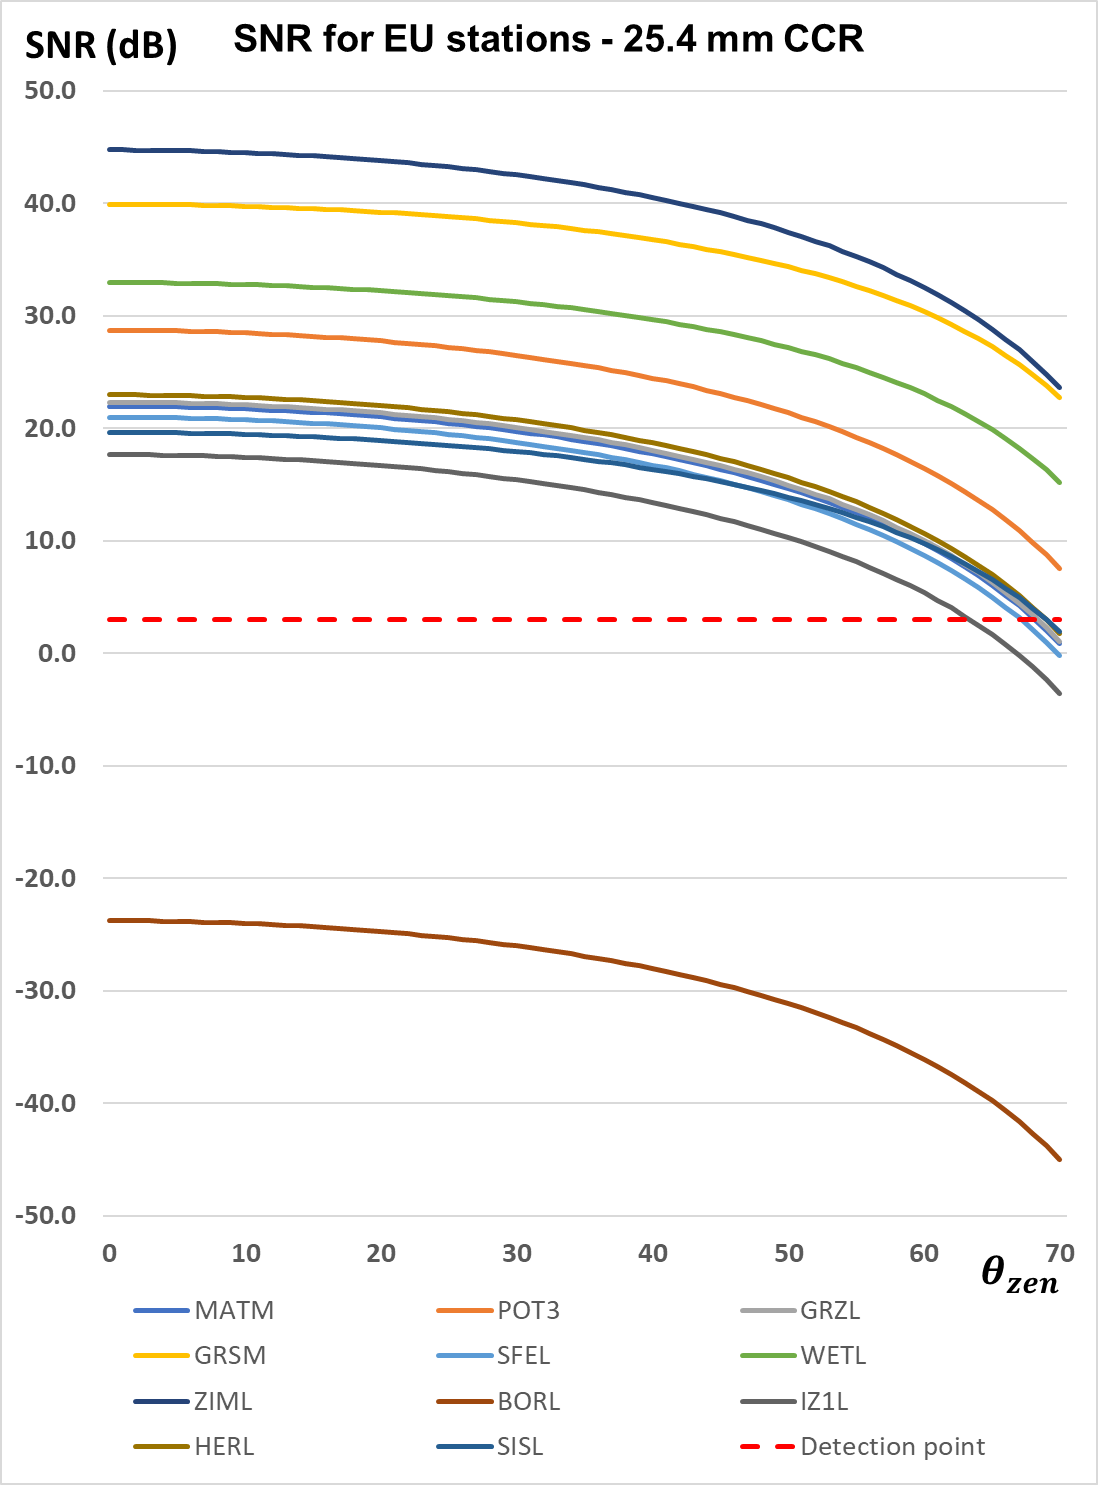 SNR (dB)
SNR for EU stations - 25.4 mm CCR
50.0
40.0
30.0
20.0
10.0
0.0
-10.0
-20.0
-30.0
-40.0
-50.0
0 10 20 30 40 50 60 70
θzen
MATM POT3 GRZL
GRSM SFEL WETL
ZIML BORL IZ1L
HERL SISL Detection point